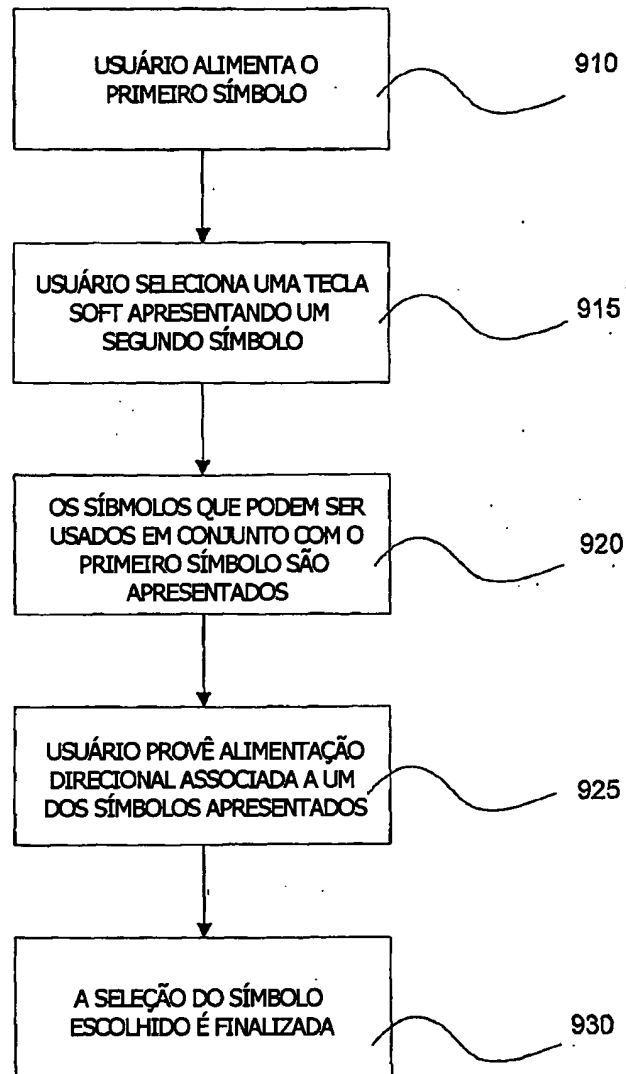 USUÁRIO ALIMENTA O
PRIMEIRO SÍMBOLO
910
USUÁRIO SELECIONA UMA TECLA
SOFT APRESENTANDO UM
SEGUNDO SÍMBOLO
915
OS SÍBMOLOS QUE PODEM SER
USADOS EM CONJUNTO COM O
PRIMEIRO SÍMBOLO SÃO
APRESENTADOS
920
USUÁRIO PROVÊ ALIMENTAÇÃO
DIRECIONAL ASSOCIADA A UM
DOS SÍMBOLOS APRESENTADOS
925
A SELEÇÃO DO SÍMBOLO
ESCOLHIDO É FINALIZADA
930